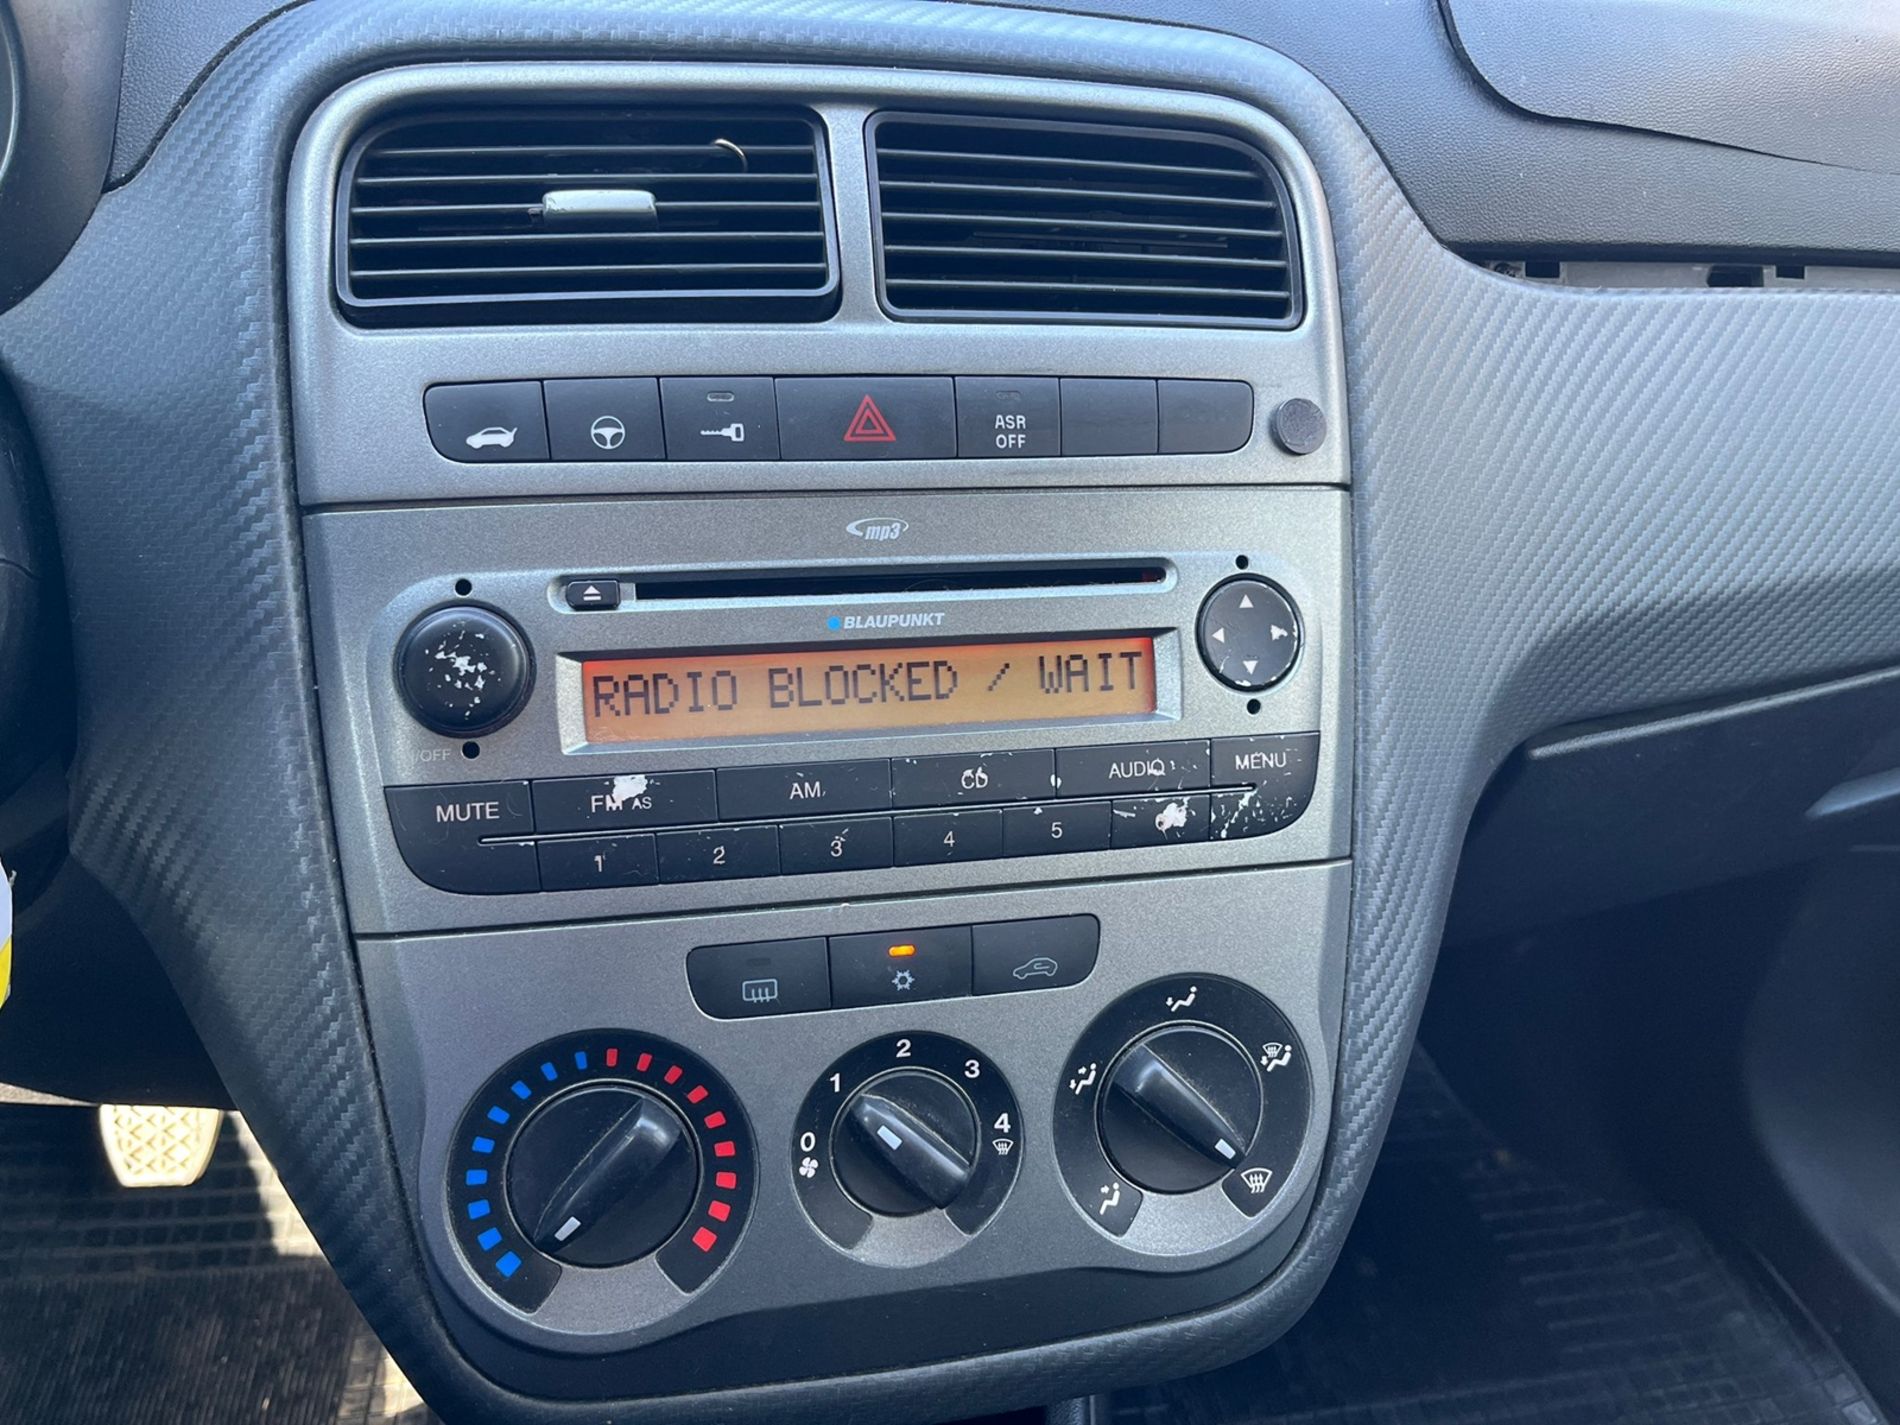 ASR
OFF
mp3
BLAUPUNKT
RADIO BLOCKED / WAIT
I/OFF
MUTE
FM AS
AM
CD
AUDIO
MENU
1
2
3
4
5
2
1
3
0
4